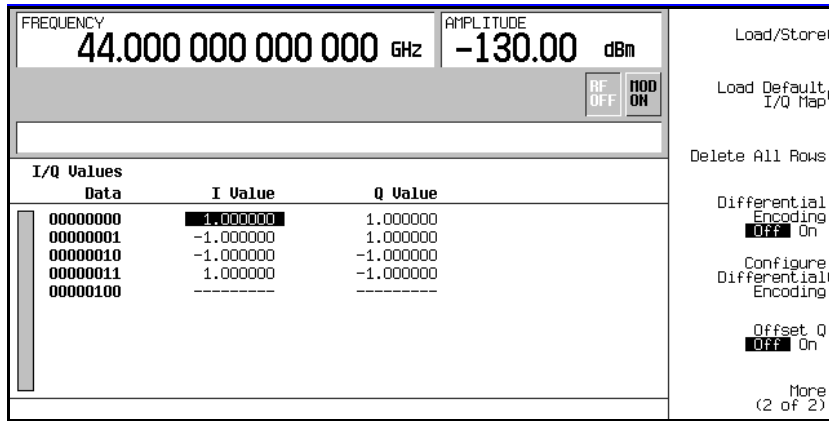 FREQUENCY
44.000 000 000 000 GHz
AMPLITUDE
-130.00 dBm
RF OFF
MOD ON
I/Q Values
Data I Value Q Value
00000000 1.000000 1.000000
00000001 -1.000000 1.000000
00000010 -1.000000 -1.000000
00000011 1.000000 -1.000000
00000100 --------- ---------
Load/Store
Load Default
I/Q Map
Delete All Rows
Differential
Encoding
Off On
Configure
Differential
Encoding
Offset Q
Off On
More
(2 of 2)